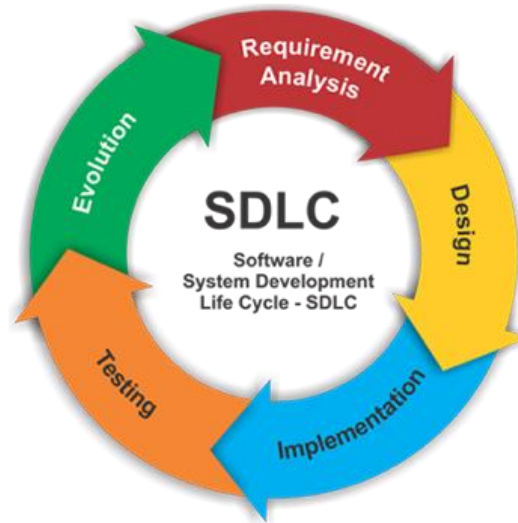 Requirement
Analysis
Design
Implementation
Testing
Evolution
SDLC
Software /
System Development
Life Cycle - SDLC